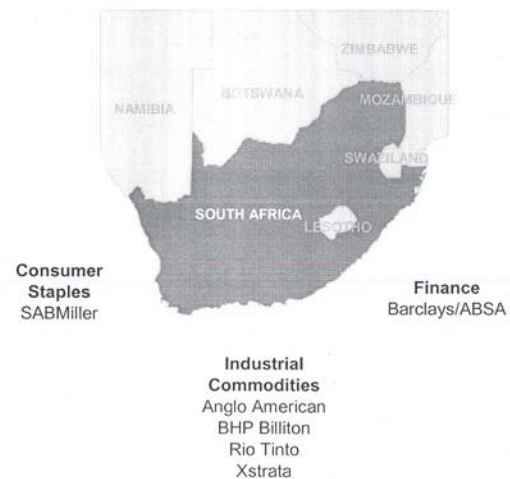 ZIMBABWE
BOTSWANA
NAMIBIA
MOZAMBIQUE
SWAZILAND
SOUTH AFRICA
LESOTHO
Consumer
Staples
SABMiller
Finance
Barclays/ABSA
Industrial
Commodities
Anglo American
BHP Billiton
Rio Tinto
Xstrata